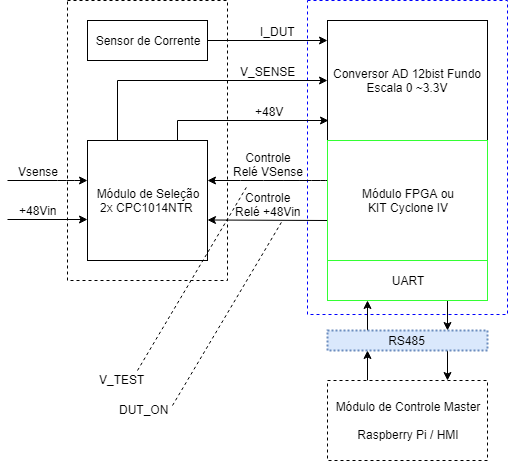 Sensor de Corrente
I_DUT
V_SENSE
+48V
Conversor AD 12bist Fundo
Escala 0 ~3.3V
Vsense
+48Vin
Módulo de Seleção
2x CPC1014NTR
Controle
Relé VSense
Controle
Relé +48Vin
Módulo FPGA ou
KIT Cyclone IV
UART
RS485
V_TEST
DUT_ON
Módulo de Controle Master
Raspberry Pi / HMI